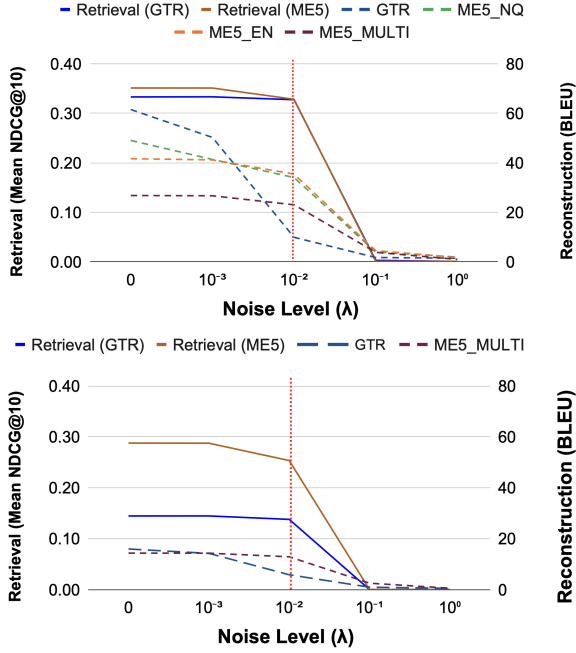 Retrieval (GTR) Retrieval (ME5) GTR ME5_NQ
ME5_EN ME5_MULTI
0.40 80
0.30 60
0.20 40
0.10 20
0.00 0
Retrieval (Mean NDCG@10)
Reconstruction (BLEU)
0 10⁻³ 10⁻² 10⁻¹ 10⁰
Noise Level (λ)
Retrieval (GTR) Retrieval (ME5) GTR ME5_MULTI
0.40 80
0.30 60
0.20 40
0.10 20
0.00 0
Retrieval (Mean NDCG@10)
Reconstruction (BLEU)
0 10⁻³ 10⁻² 10⁻¹ 10⁰
Noise Level (λ)